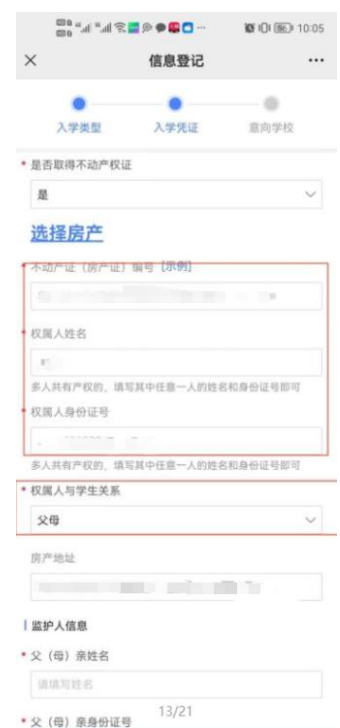 10:05
信息登记
入学类型
入学凭证
意向学校
* 是否取得不动产权证
是
选择房产
* 不动产证（房产证）编号 [示例]
* 权属人姓名
多人共有产权的，填写其中任意一人的姓名和身份证号即可
* 权属人身份证号
多人共有产权的，填写其中任意一人的姓名和身份证号即可
* 权属人与学生关系
父母
房产地址
监护人信息
* 父（母）亲姓名
请填写姓名
13/21
* 父（母）亲身份证号